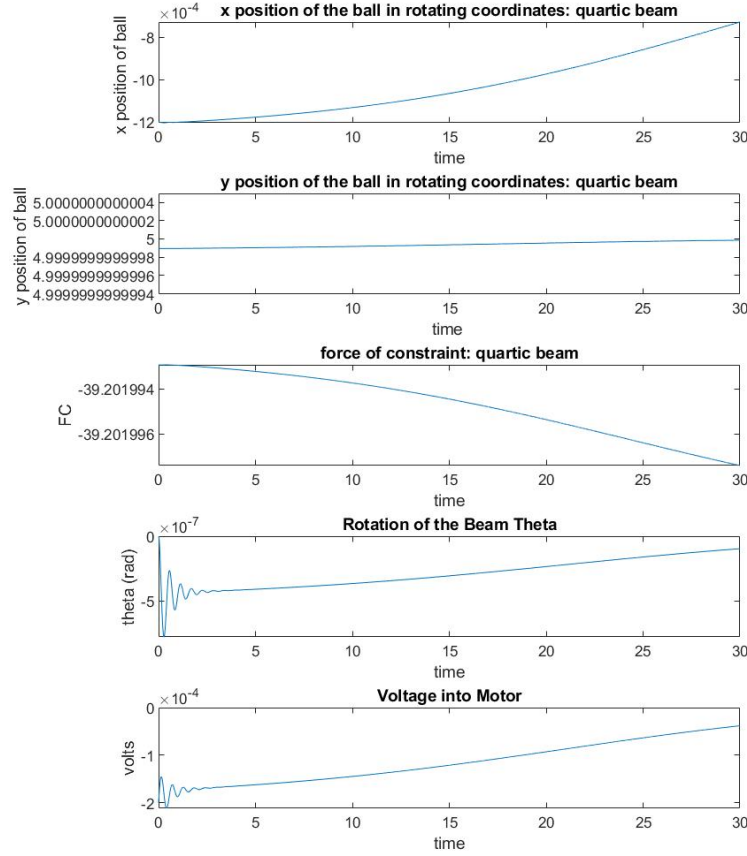 x position of the ball in rotating coordinates: quartic beam
×10⁻⁴
x position of ball
-8
-10
-12
0 5 10 15 20 25 30
time
y position of the ball in rotating coordinates: quartic beam
y position of ball
5.0000000000004
5.0000000000002
5
4.9999999999998
4.9999999999996
4.9999999999994
0 5 10 15 20 25 30
time
force of constraint: quartic beam
FC
-39.201994
-39.201996
0 5 10 15 20 25 30
time
Rotation of the Beam Theta
×10⁻⁷
theta (rad)
0
-5
0 5 10 15 20 25 30
time
Voltage into Motor
×10⁻⁴
volts
0
-1
-2
0 5 10 15 20 25 30
time